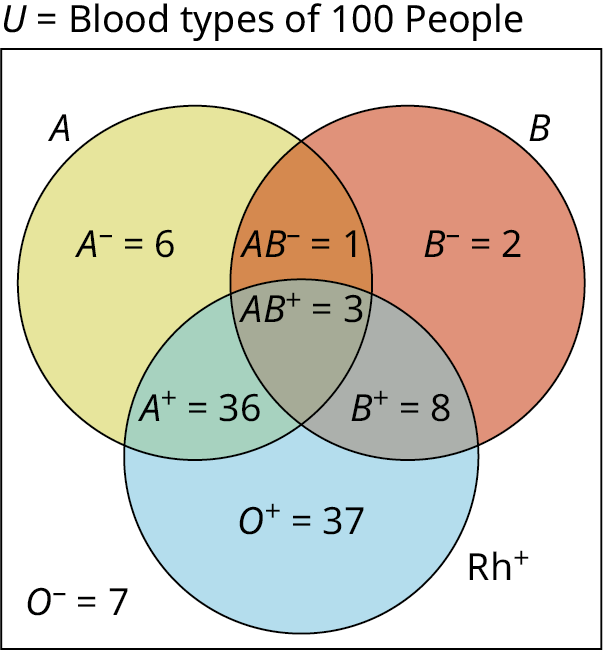 U = Blood types of 100 People
A
B
A⁻ = 6
AB⁻ = 1
B⁻ = 2
AB⁺ = 3
A⁺ = 36
B⁺ = 8
O⁺ = 37
Rh⁺
O⁻ = 7